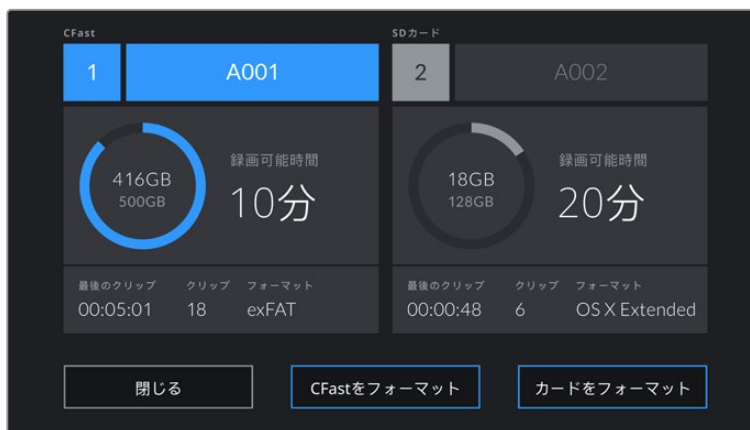 CFast
1 A001
416GB
500GB
録画可能時間
10分
最後のクリップ クリップ フォーマット
00:05:01 18 exFAT
SDカード
2 A002
18GB
128GB
録画可能時間
20分
最後のクリップ クリップ フォーマット
00:00:48 6 OS X Extended
閉じる
CFastをフォーマット
カードをフォーマット